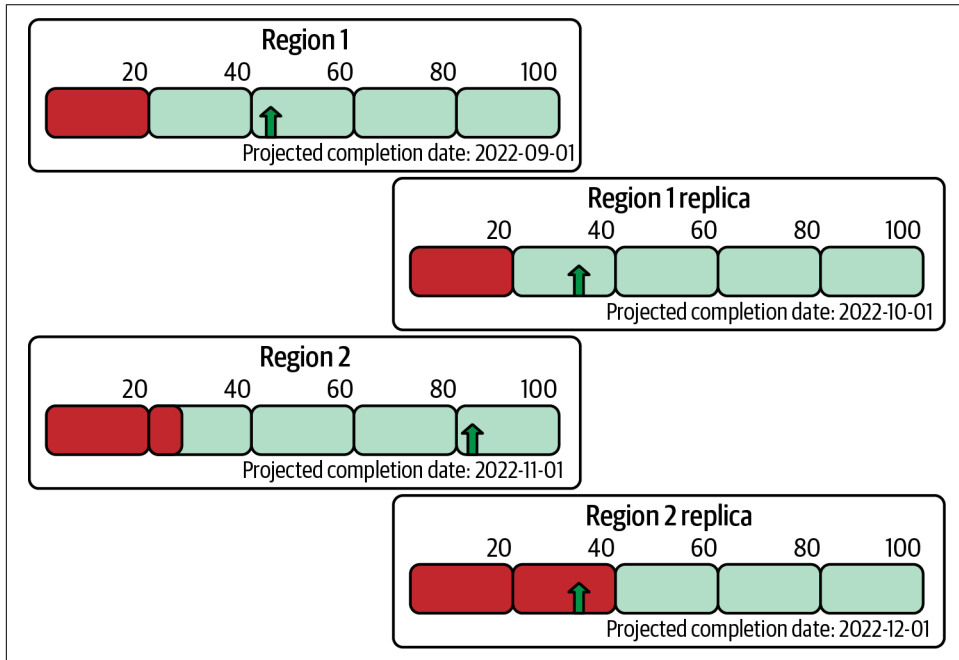 Region 1
20 40 60 80 100
Projected completion date: 2022-09-01
Region 1 replica
20 40 60 80 100
Projected completion date: 2022-10-01
Region 2
20 40 60 80 100
Projected completion date: 2022-11-01
Region 2 replica
20 40 60 80 100
Projected completion date: 2022-12-01